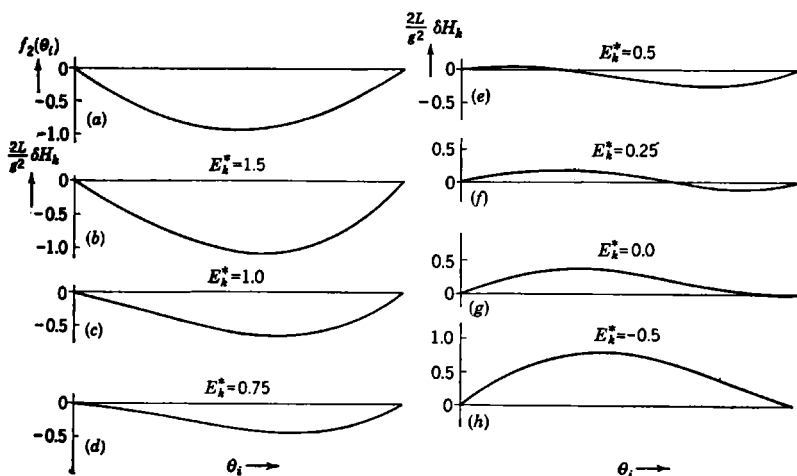 f₂(θᵢ)
0
−0.5
−1.0
(a)
2L/g² δHₖ
E*ₖ=1.5
0
−0.5
−1.0
(b)
E*ₖ=1.0
0
−0.5
(c)
E*ₖ=0.75
0
−0.5
(d)
θᵢ
2L/g² δHₖ
E*ₖ=0.5
0
−0.5
(e)
E*ₖ=0.25
0.5
0
(f)
E*ₖ=0.0
0.5
0
(g)
E*ₖ=−0.5
1.0
0.5
0
(h)
θᵢ